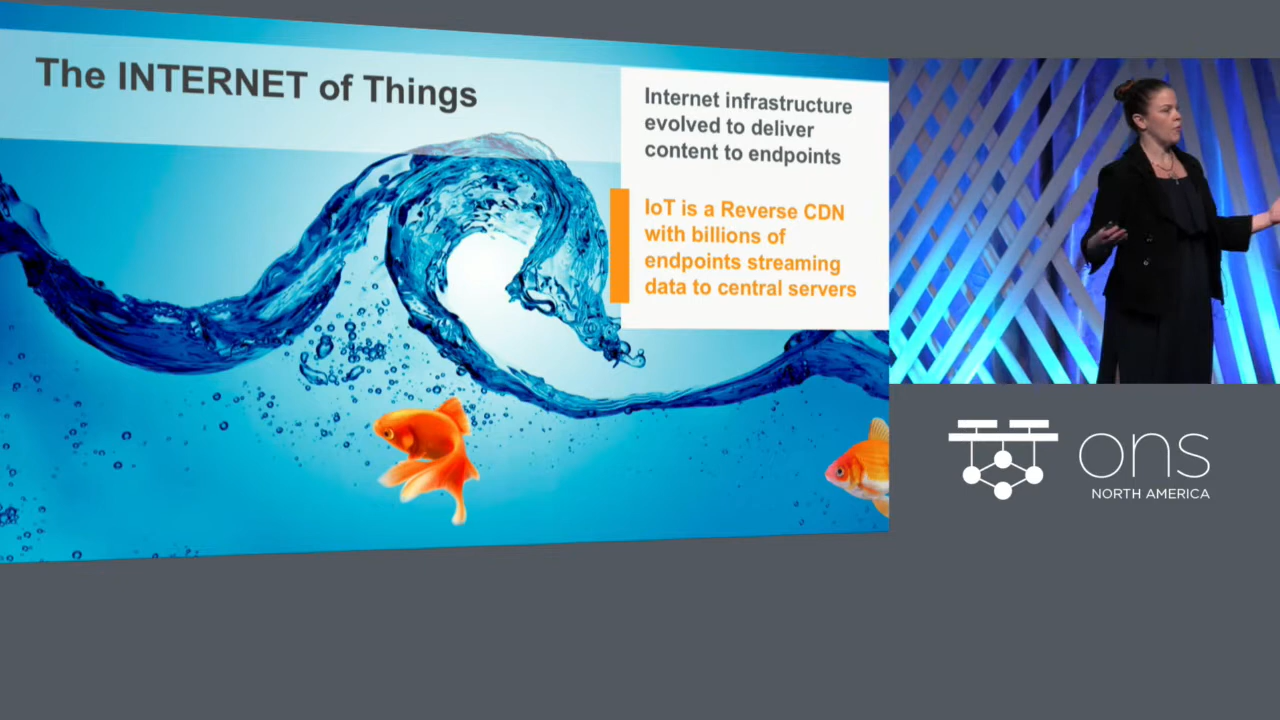 The INTERNET of Things
Internet infrastructure
evolved to deliver
content to endpoints
IoT is a Reverse CDN
with billions of
endpoints streaming
data to central servers
ons
NORTH AMERICA